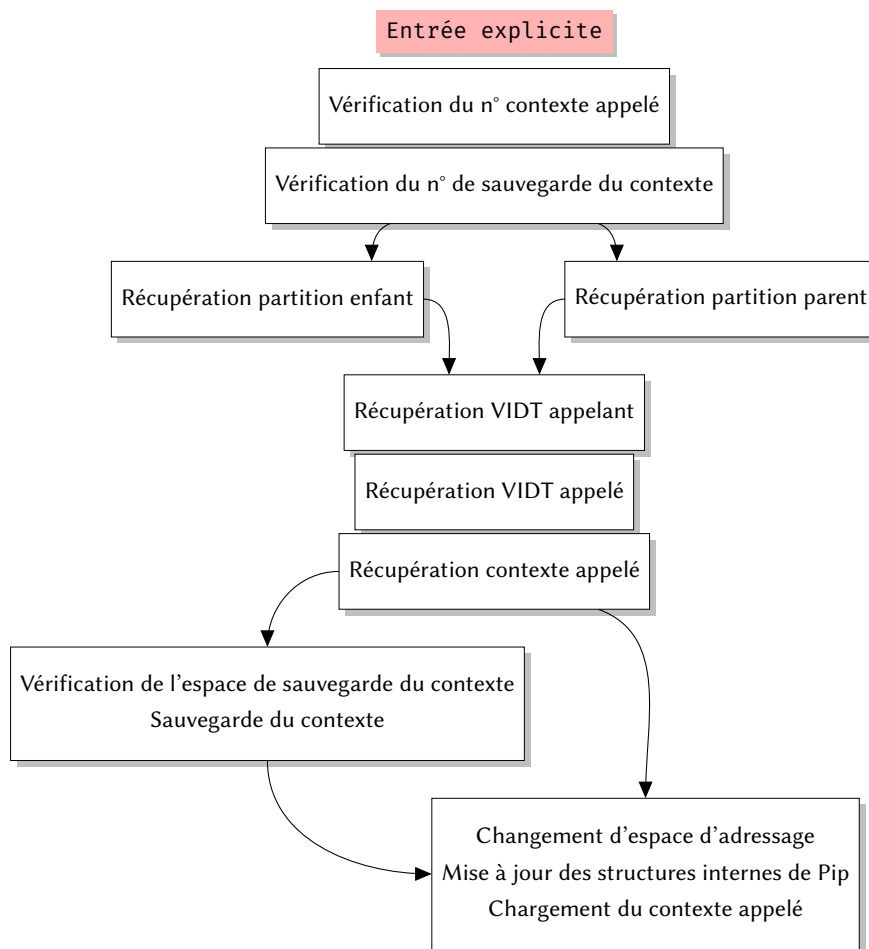 Entrée explicite
Vérification du n° contexte appelé
Vérification du n° de sauvegarde du contexte
Récupération partition enfant
Récupération partition parent
Récupération VIDT appelant
Récupération VIDT appelé
Récupération contexte appelé
Vérification de l'espace de sauvegarde du contexte
Sauvegarde du contexte
Changement d'espace d'adressage
Mise à jour des structures internes de Pip
Chargement du contexte appelé